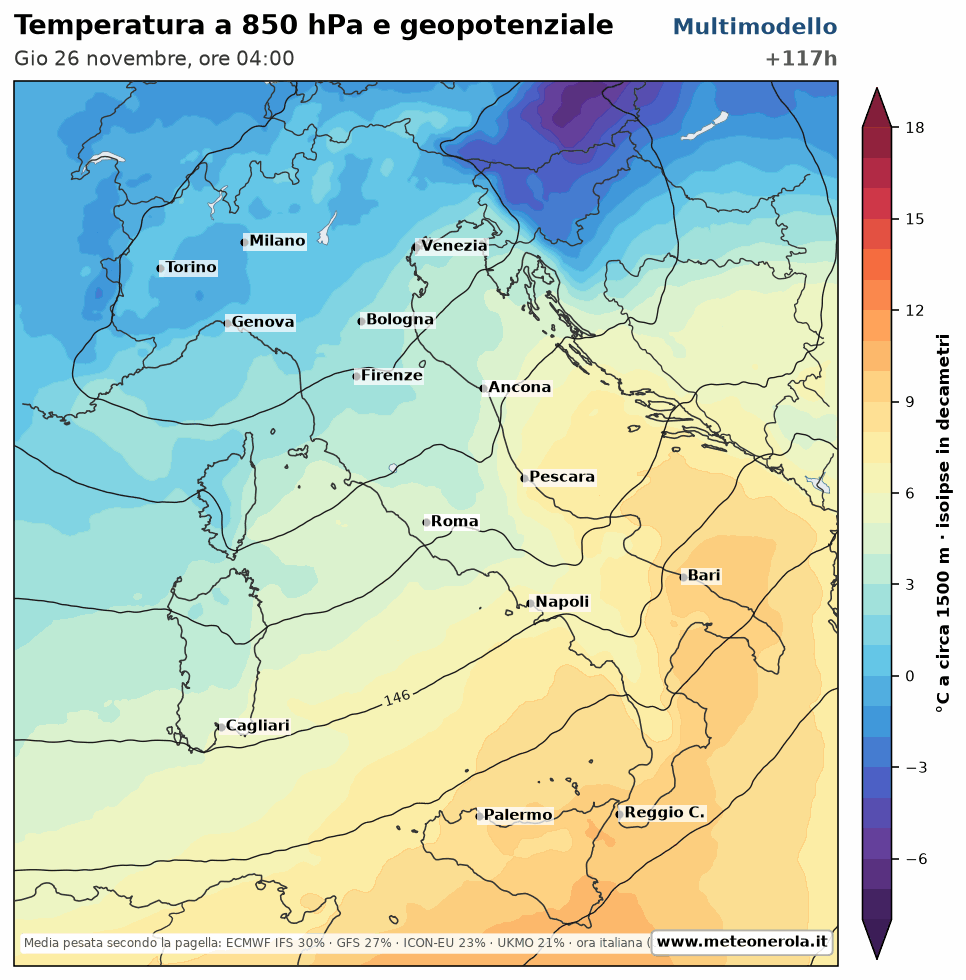 Temperatura a 850 hPa e geopotenziale
Multimodello
Gio 26 novembre, ore 04:00
+117h
Milano
Venezia
Torino
Genova
Bologna
Firenze
Ancona
Pescara
Roma
Bari
Napoli
146
Cagliari
Palermo
Reggio C.
18
15
12
9
6
3
0
−3
−6
°C a circa 1500 m · isoipse in decametri
Media pesata secondo la pagella: ECMWF IFS 30% · GFS 27% · ICON-EU 23% · UKMO 21% · ora italiana (
www.meteonerola.it